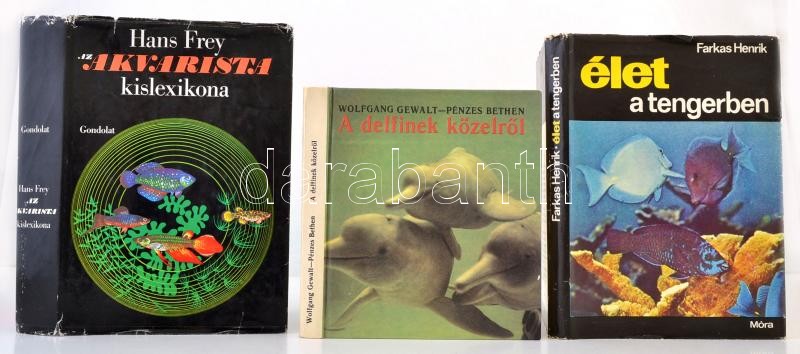 Gondolat
Hans Frey
AZ
AKVARISTA
kislexikona
Hans Frey
AZ
AKVARISTA
kislexikona
Gondolat
Wolfgang Gewalt—Pénzes Bethen
A delfinek közelről
WOLFGANG GEWALT—PÉNZES BETHEN
A delfinek közelről
Farkas Henrik • élet a tengerben
Farkas Henrik
élet
a tengerben
Móra
darabanth